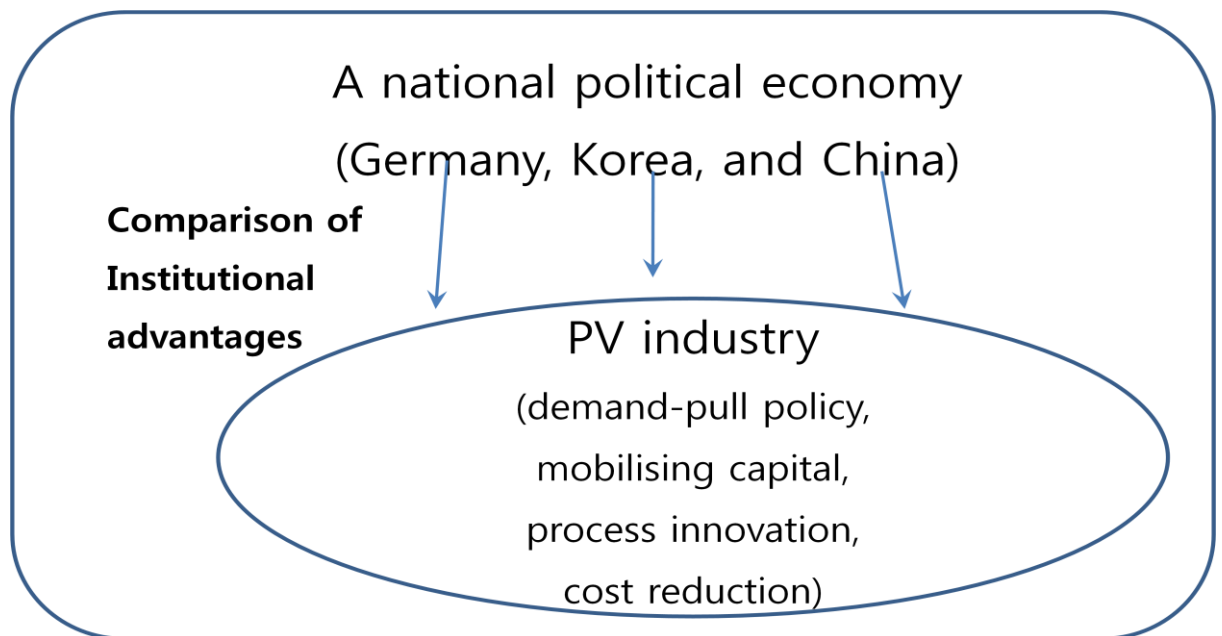 A national political economy
(Germany, Korea, and China)
Comparison of
Institutional
advantages
PV industry
(demand-pull policy,
mobilising capital,
process innovation,
cost reduction)